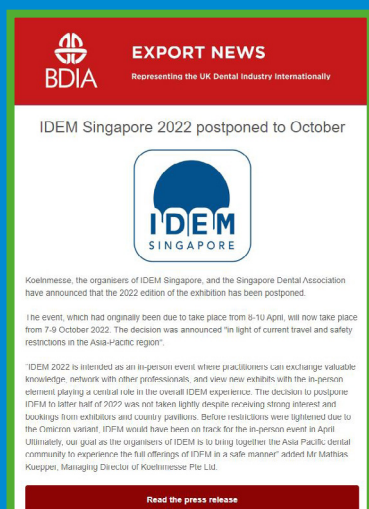 BDIA
EXPORT NEWS
Representing the UK Dental Industry Internationally
IDEM Singapore 2022 postponed to October
IDEM
SINGAPORE
Koelnmesse, the organisers of IDEM Singapore, and the Singapore Dental Association
have announced that the 2022 edition of the exhibition has been postponed.
The event, which had originally been due to take place from 8-10 April, will now take place
from 7-9 October 2022. The decision was announced "in light of current travel and safety
restrictions in the Asia-Pacific region".
"IDEM 2022 is intended as an in-person event where practitioners can exchange valuable
knowledge, network with other professionals, and view new exhibits with the in-person
element playing a central role in the overall IDEM experience. The decision to postpone
IDEM to latter half of 2022 was not taken lightly despite receiving strong interest and
bookings from exhibitors and country pavilions. Before restrictions were tightened due to
the Omicron variant, IDEM would have been on track for the in-person event in April.
Ultimately, our goal as the organisers of IDEM is to bring together the Asia Pacific dental
community to experience the full offerings of IDEM in a safe manner" added Mr Mathias
Kuepper, Managing Director of Koelnmesse Pte Ltd.
Read the press release